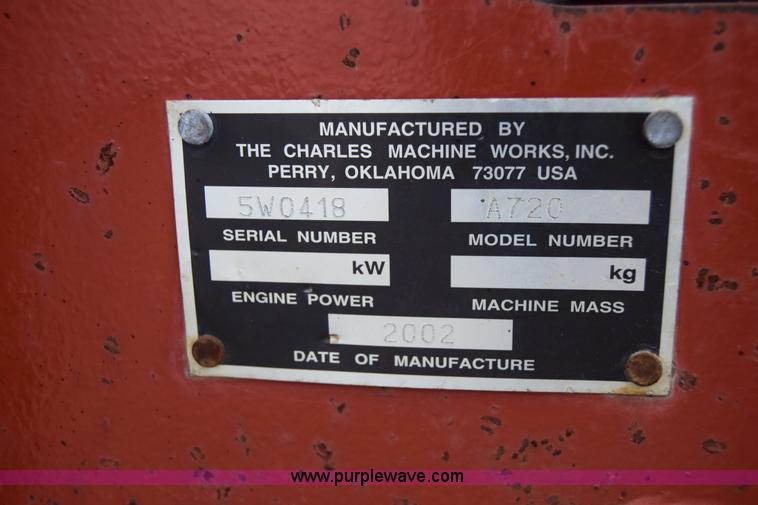 MANUFACTURED BY
THE CHARLES MACHINE WORKS, INC.
PERRY, OKLAHOMA 73077 USA
5W0418 A720
SERIAL NUMBER MODEL NUMBER
kW kg
ENGINE POWER MACHINE MASS
2002
DATE OF MANUFACTURE
www.purplewave.com